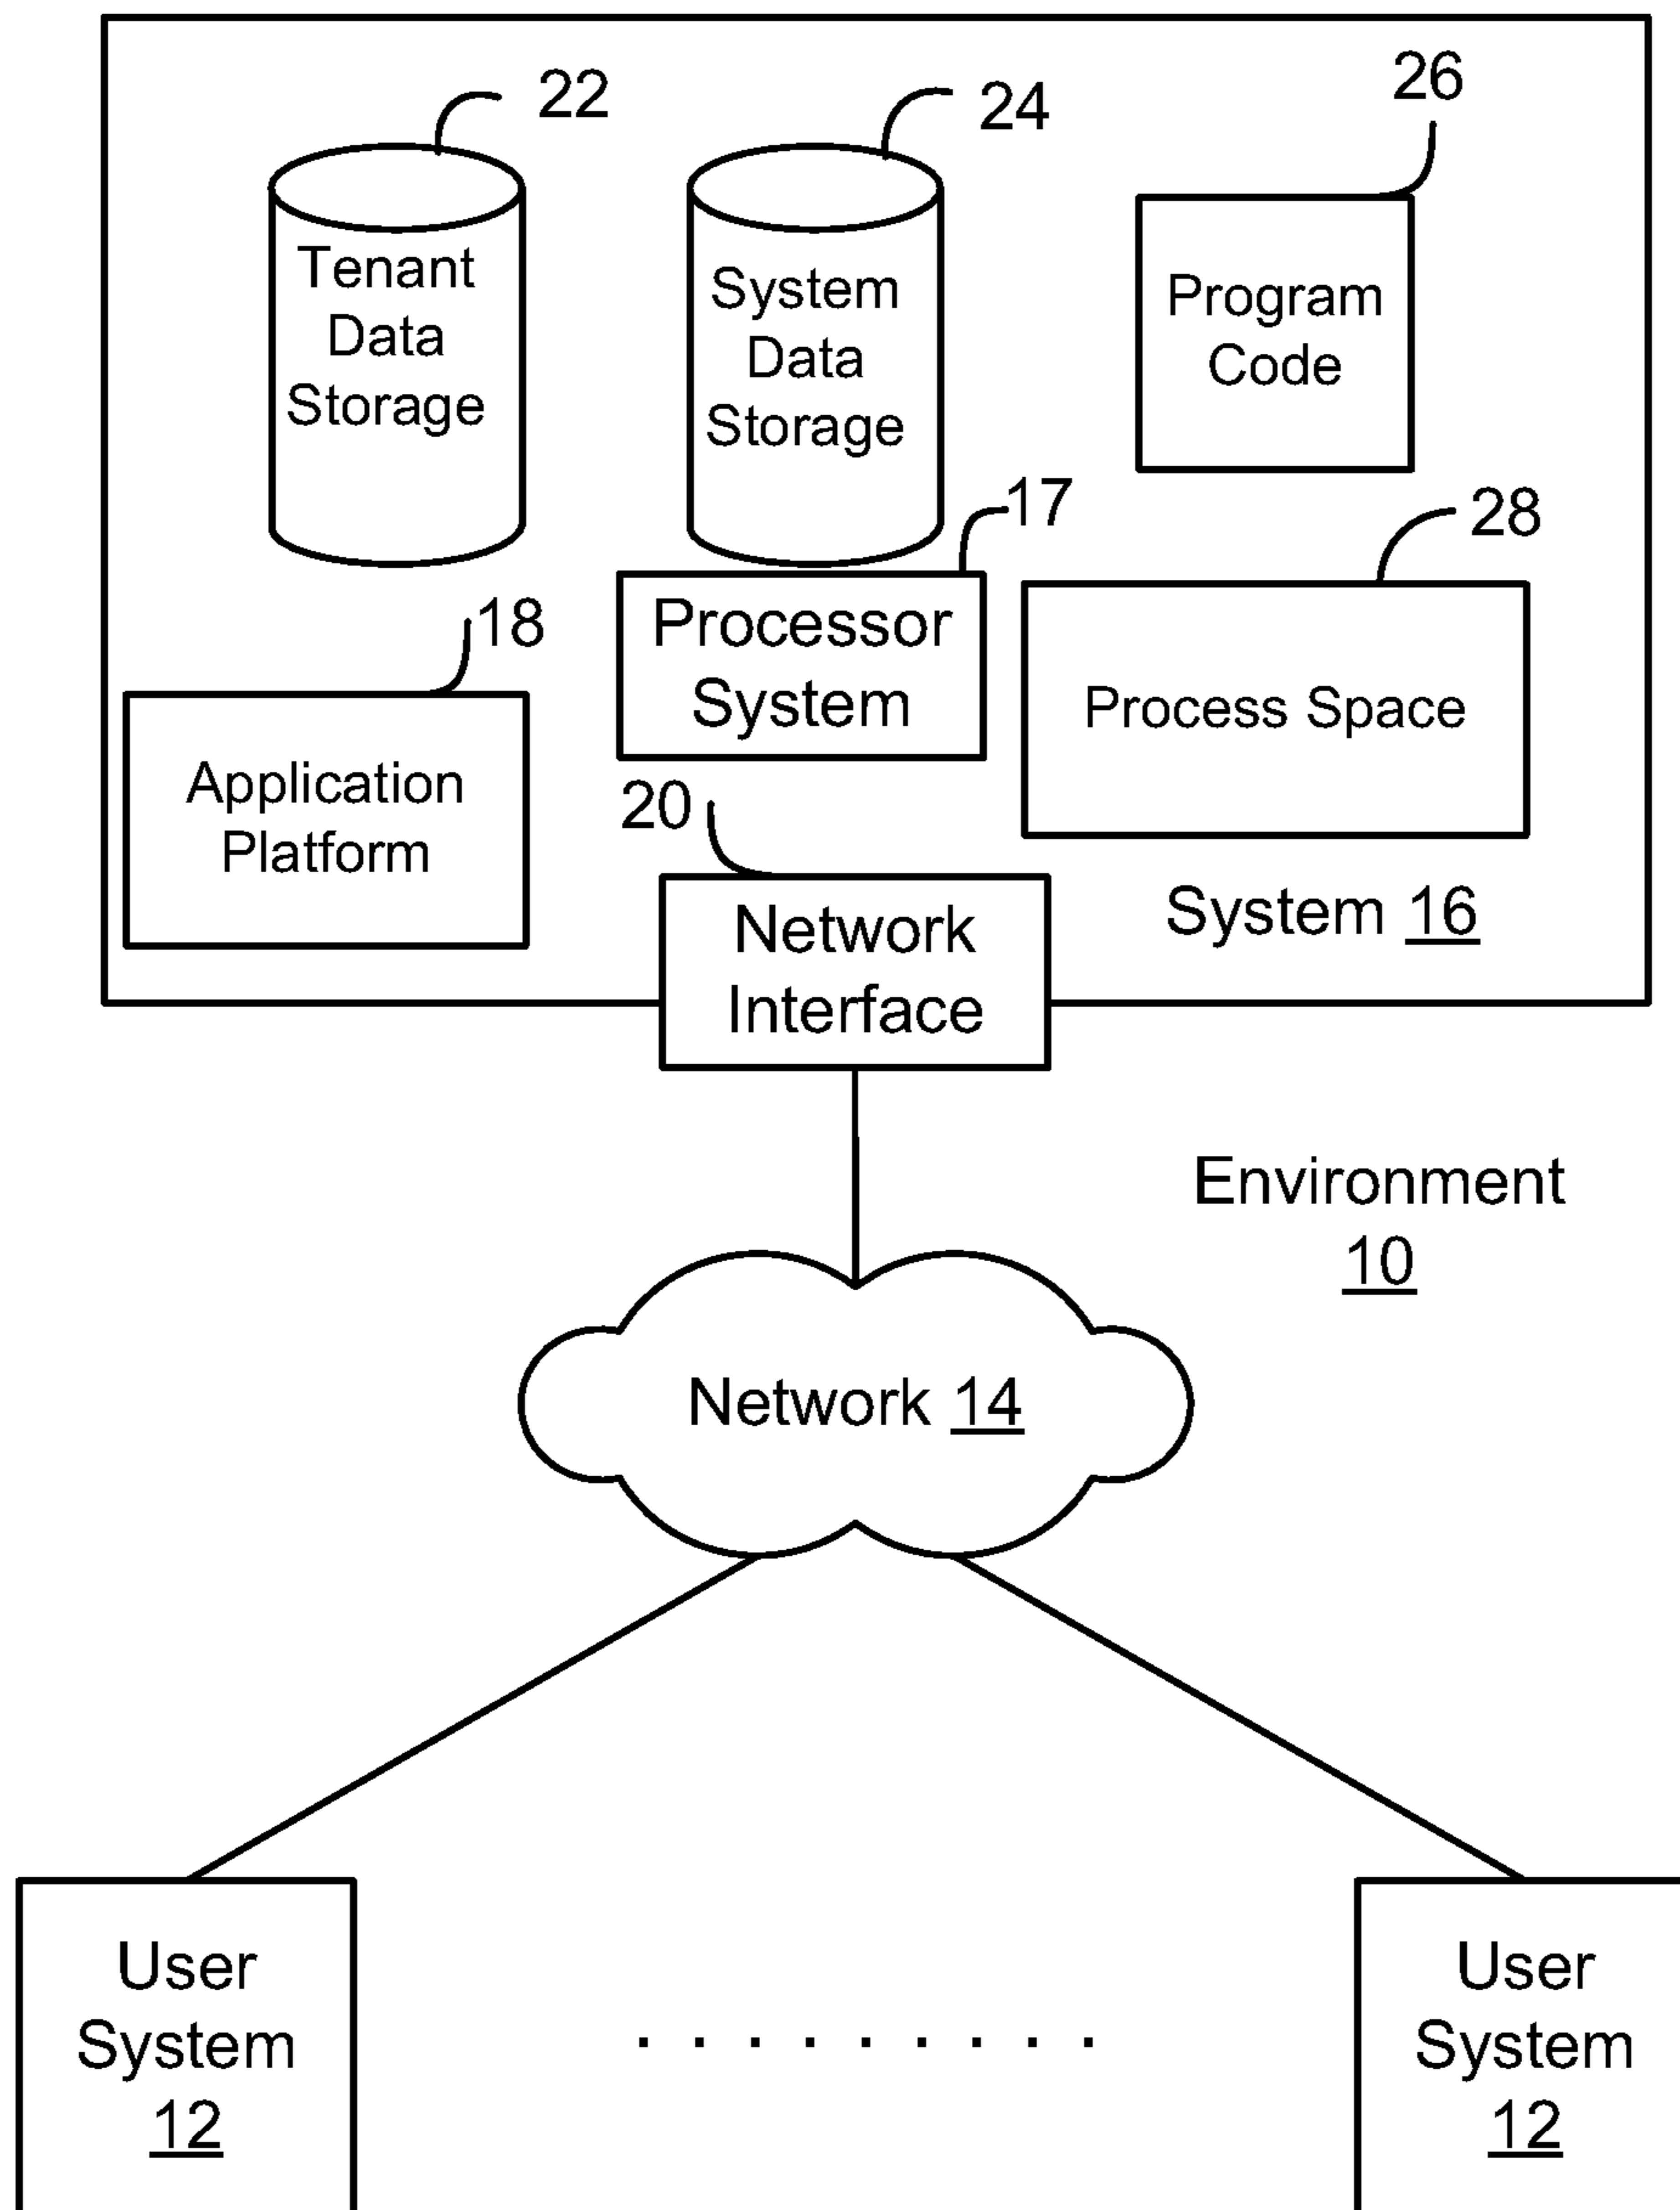 22
24
26
Tenant
Data
Storage
System
Data
Storage
Program
Code
17
28
18
Processor
System
Process Space
Application
Platform
20
Network
Interface
System 16
Environment
10
Network 14
User
System
12
. . . . . . . . .
User
System
12